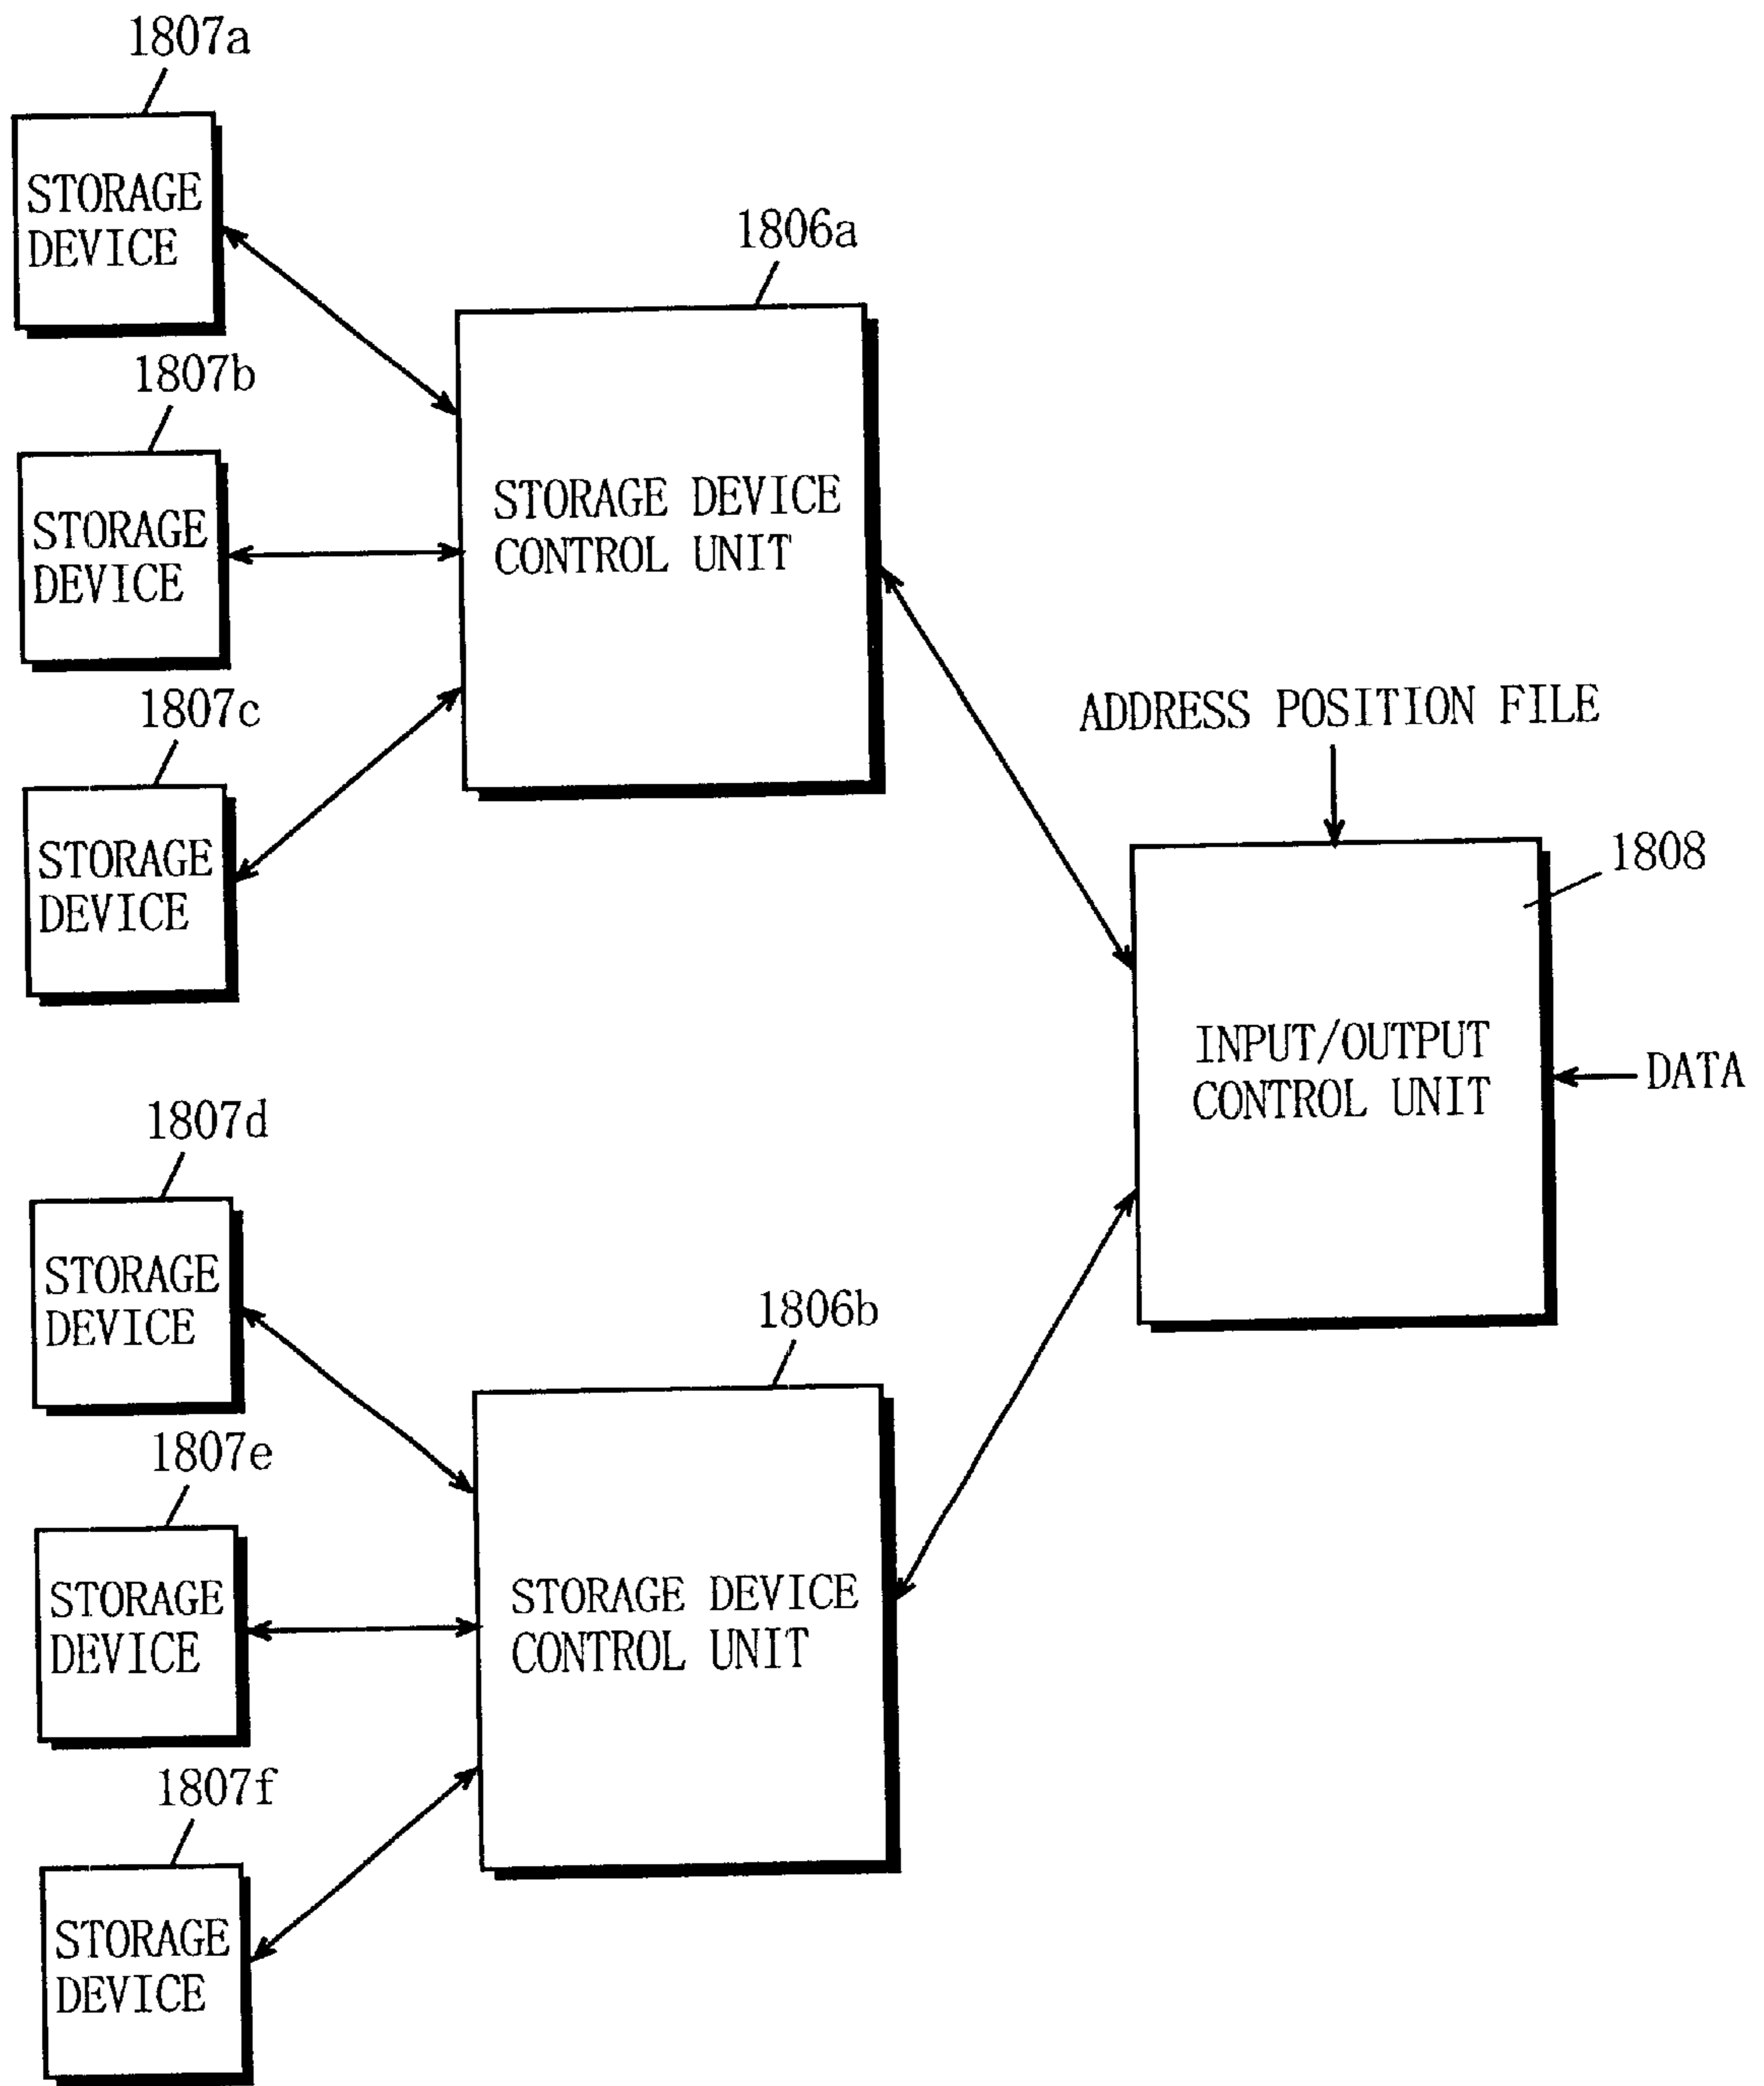 1807a
STORAGE
DEVICE
1806a
1807b
STORAGE DEVICE
CONTROL UNIT
STORAGE
DEVICE
1807c
ADDRESS POSITION FILE
STORAGE
DEVICE
1808
INPUT/OUTPUT
CONTROL UNIT
DATA
1807d
STORAGE
DEVICE
1806b
1807e
STORAGE
DEVICE
STORAGE DEVICE
CONTROL UNIT
1807f
STORAGE
DEVICE